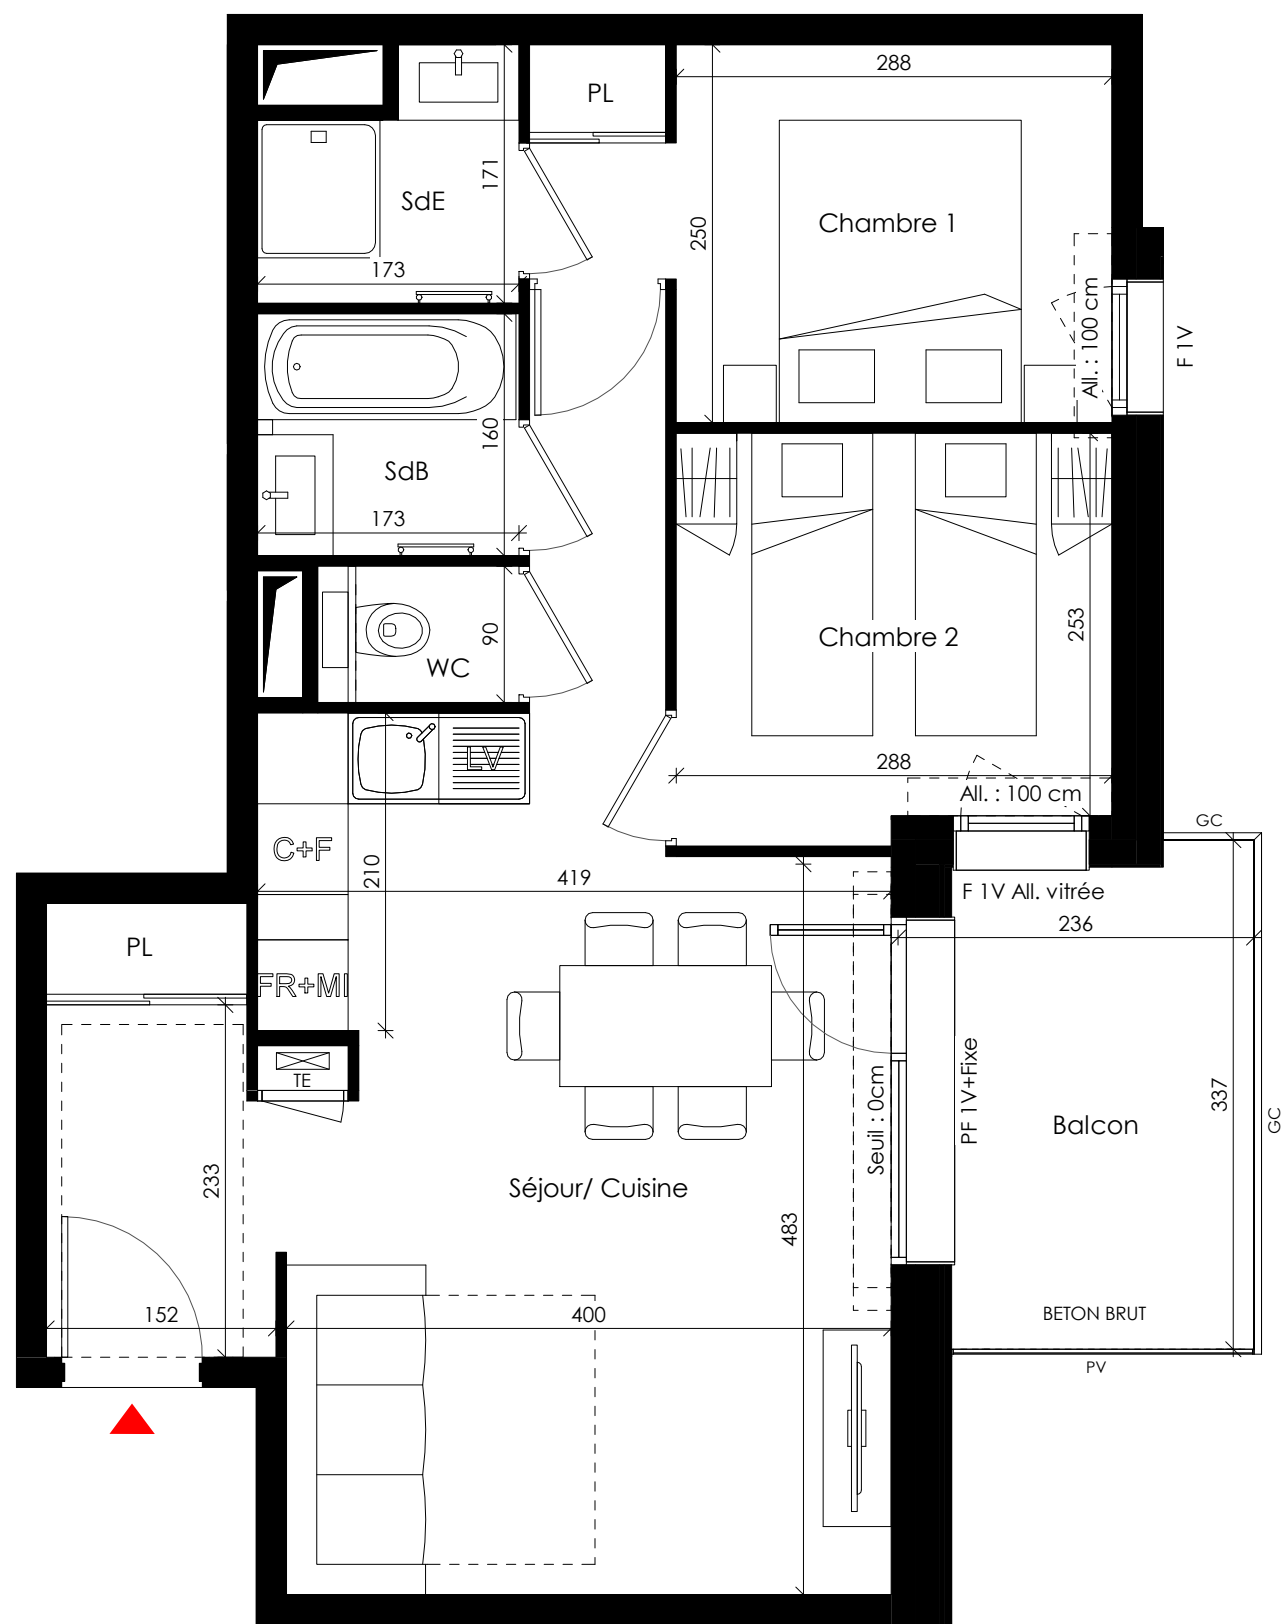 288
PL
171
SdE
250
Chambre 1
173
All. : 100 cm
F 1V
160
SdB
173
90
WC
253
Chambre 2
LV
288
All. : 100 cm
GC
C+F
210
419
F 1V All. vitrée
236
PL
FR+MI
TE
Seuil : 0cm
PF 1V+Fixe
337
GC
Balcon
233
Séjour/ Cuisine
483
152
400
BETON BRUT
PV